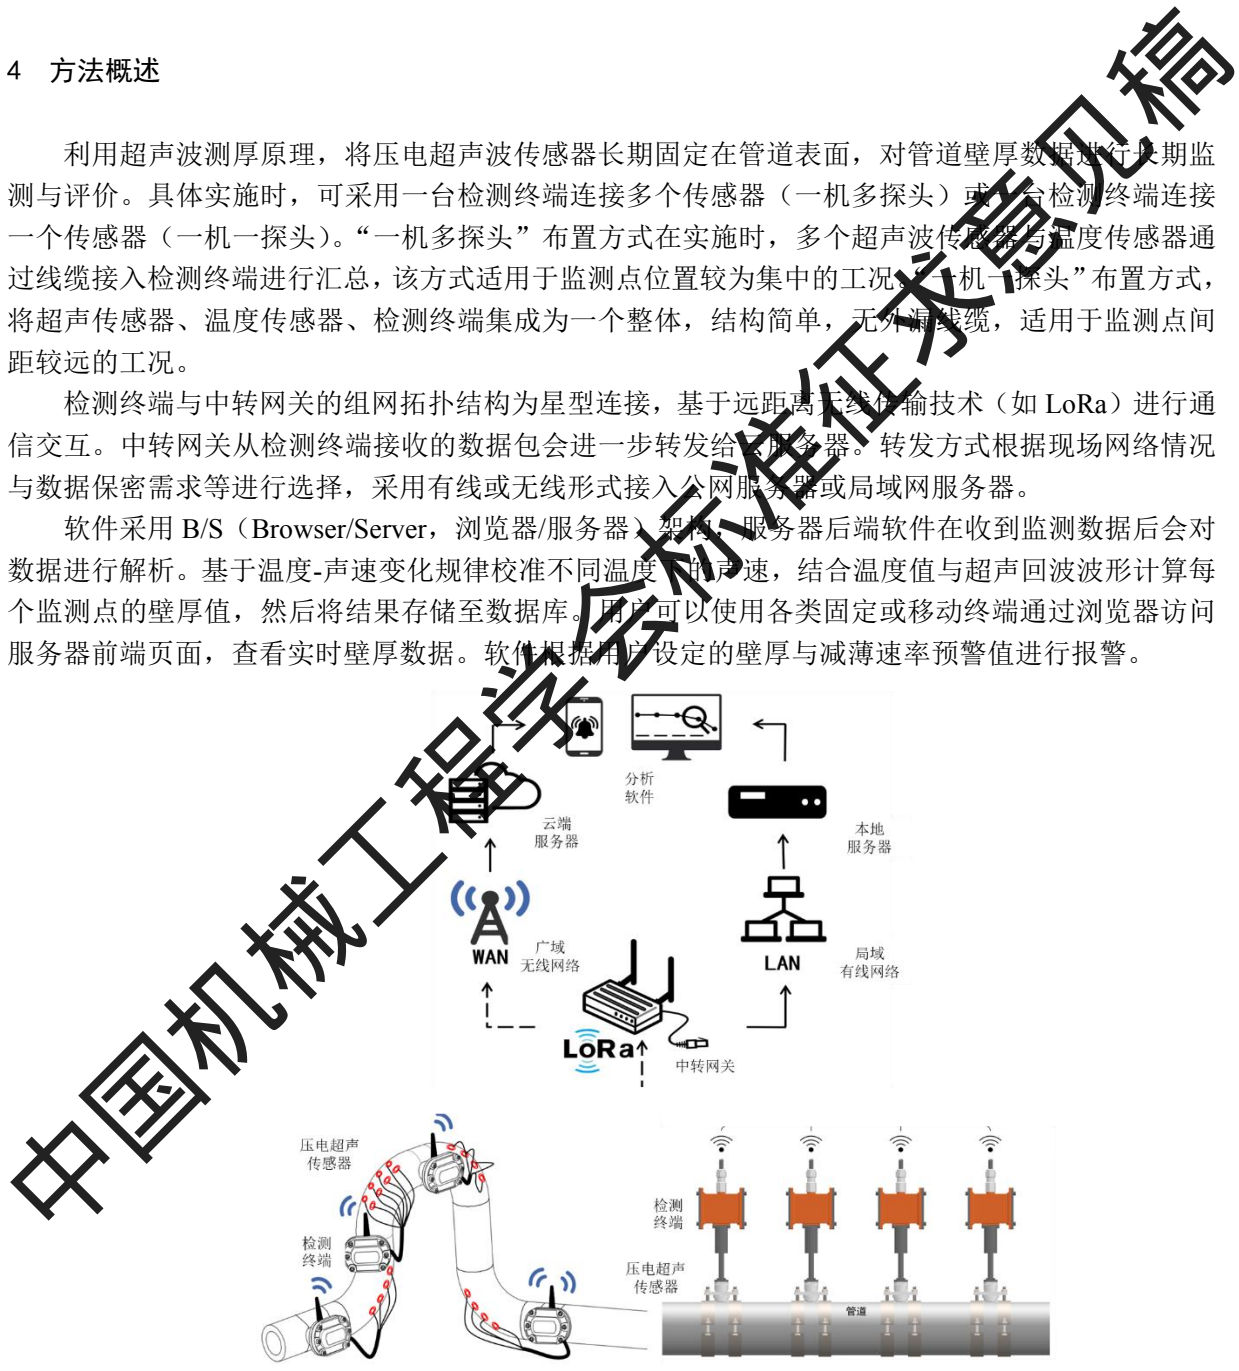 4 方法概述
利用超声波测厚原理，将压电超声波传感器长期固定在管道表面，对管道壁厚数据进行长期监
测与评价。具体实施时，可采用一台检测终端连接多个传感器（一机多探头）或一台检测终端连接
一个传感器（一机一探头）。“一机多探头”布置方式在实施时，多个超声波传感器与温度传感器通
过线缆接入检测终端进行汇总，该方式适用于监测点位置较为集中的工况。“一机一探头”布置方式，
将超声传感器、温度传感器、检测终端集成为一个整体，结构简单，无外漏线缆，适用于监测点间
距较远的工况。
检测终端与中转网关的组网拓扑结构为星型连接，基于远距离无线传输技术（如 LoRa）进行通
信交互。中转网关从检测终端接收的数据包会进一步转发给云服务器。转发方式根据现场网络情况
与数据保密需求等进行选择，采用有线或无线形式接入公网服务器或局域网服务器。
软件采用 B/S（Browser/Server，浏览器/服务器）架构，服务器后端软件在收到监测数据后会对
数据进行解析。基于温度-声速变化规律校准不同温度下的声速，结合温度值与超声回波波形计算每
个监测点的壁厚值，然后将结果存储至数据库。用户可以使用各类固定或移动终端通过浏览器访问
服务器前端页面，查看实时壁厚数据。软件根据用户设定的壁厚与减薄速率预警值进行报警。
分析
软件
云端
服务器
本地
服务器
WAN
广域
无线网络
LAN
局域
有线网络
LoRa
中转网关
压电超声
传感器
检测
终端
检测
终端
压电超声
传感器
管道
中国机械工程学会标准征求意见稿